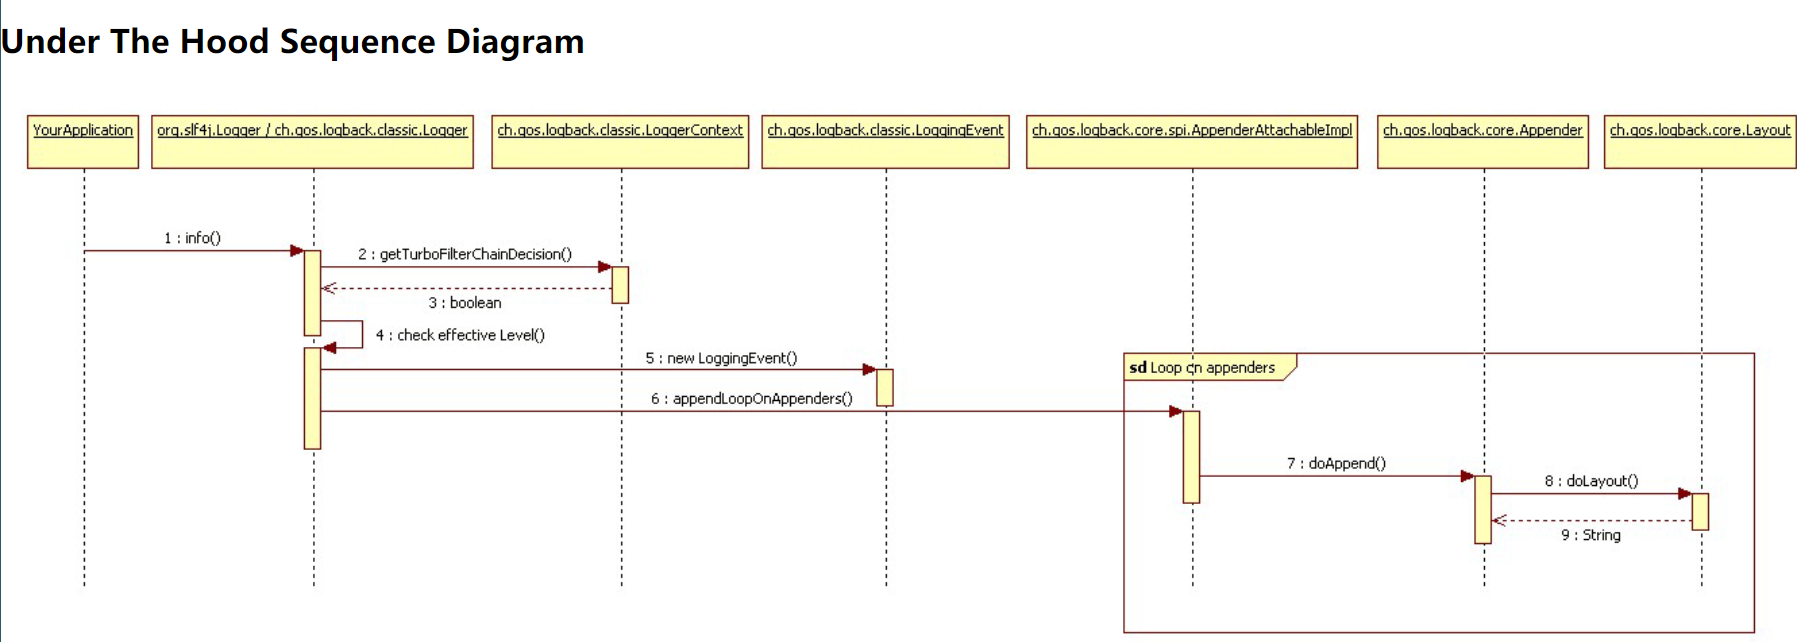 Under The Hood Sequence Diagram
YourApplication
org.slf4j.Logger / ch.qos.logback.classic.Logger
ch.qos.logback.classic.LoggerContext
ch.qos.logback.classic.LoggingEvent
ch.qos.logback.core.spi.AppenderAttachableImpl
ch.qos.logback.core.Appender
ch.qos.logback.core.Layout
1 : info()
2 : getTurboFilterChainDecision()
3 : boolean
4 : check effective Level()
5 : new LoggingEvent()
sd Loop on appenders
6 : appendLoopOnAppenders()
7 : doAppend()
8 : doLayout()
9 : String